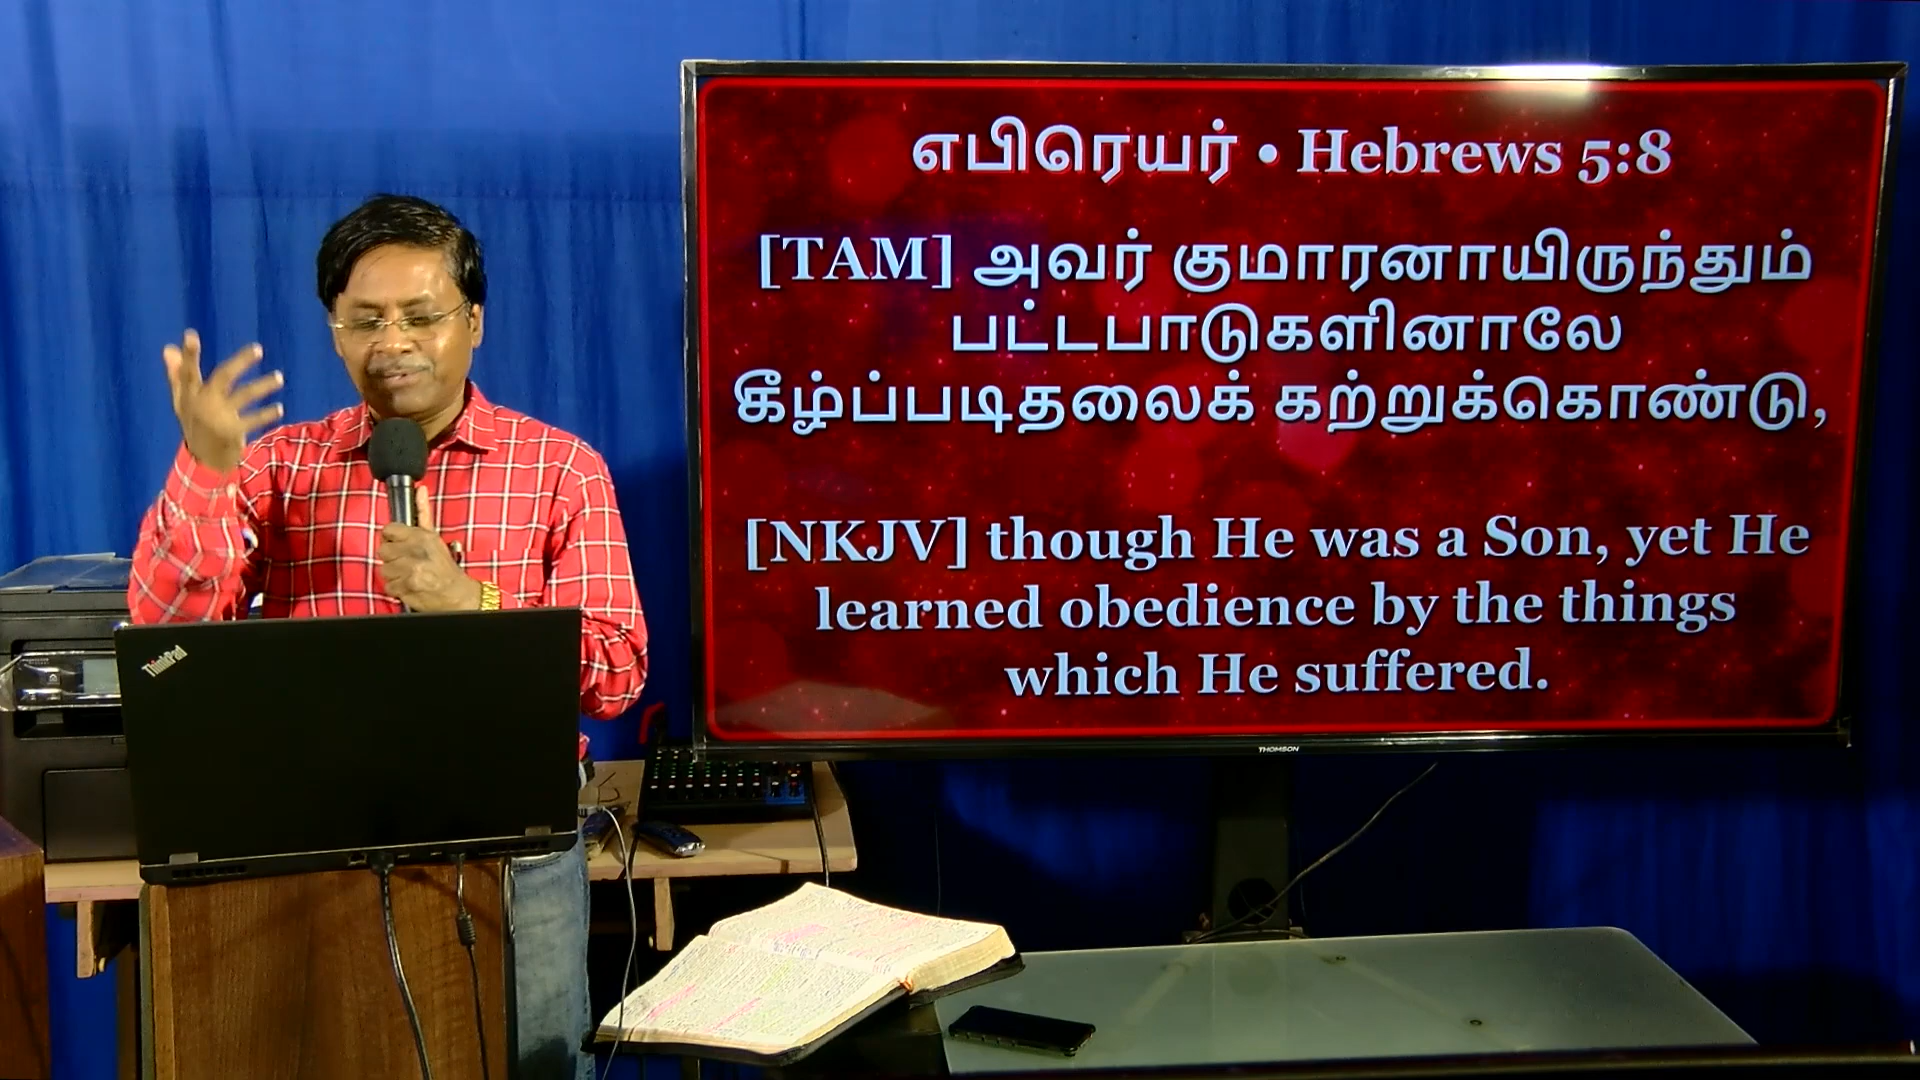 எபிரெயர் • Hebrews 5:8
[TAM] அவர் குமாரனாயிருந்தும்
பட்டபாடுகளினாலே
கீழ்ப்படிதலைக் கற்றுக்கொண்டு,
[NKJV] though He was a Son, yet He
learned obedience by the things
which He suffered.
THOMSON
ThinkPad